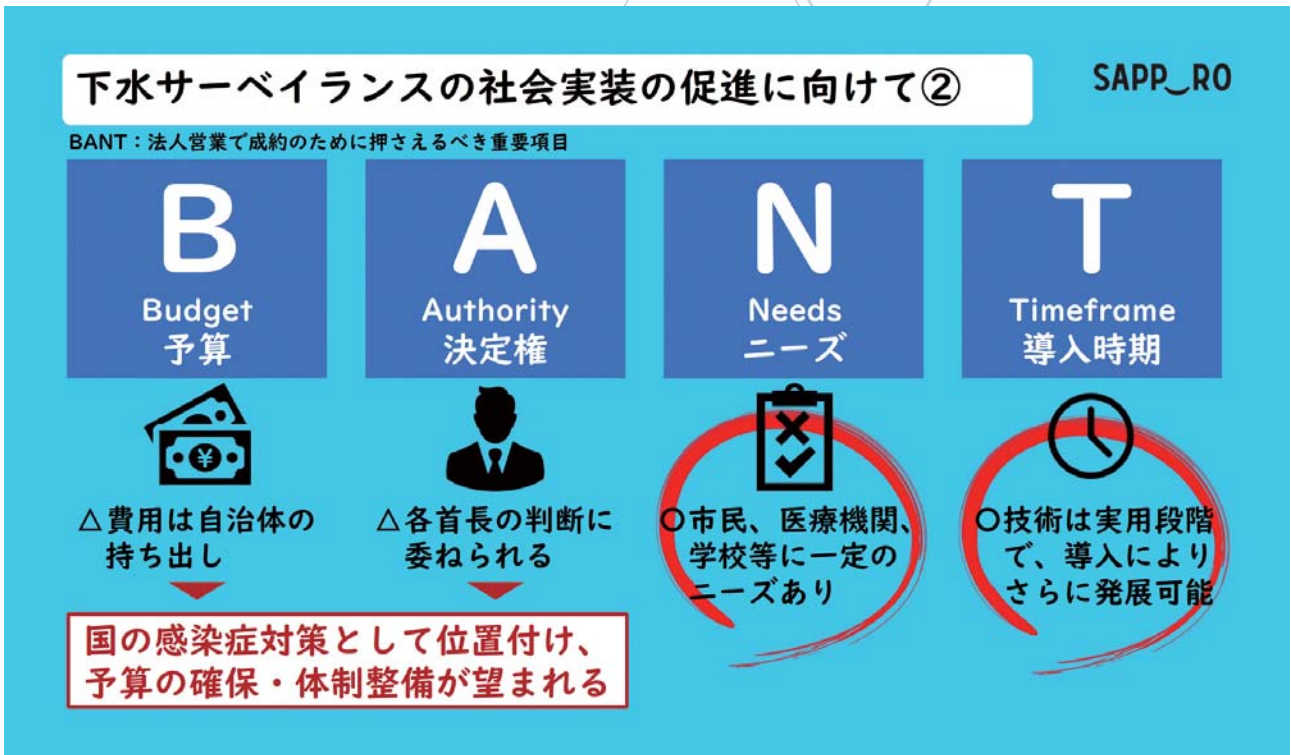 下水サーベイランスの社会実装の促進に向けて②
SAPP_RO
BANT：法人営業で成約のために押さえるべき重要項目
B
Budget
予算
A
Authority
決定権
N
Needs
ニーズ
T
Timeframe
導入時期
¥
△費用は自治体の
持ち出し
△各首長の判断に
委ねられる
〇市民、医療機関、
学校等に一定の
ニーズあり
〇技術は実用段階
で、導入により
さらに発展可能
国の感染症対策として位置付け、
予算の確保・体制整備が望まれる